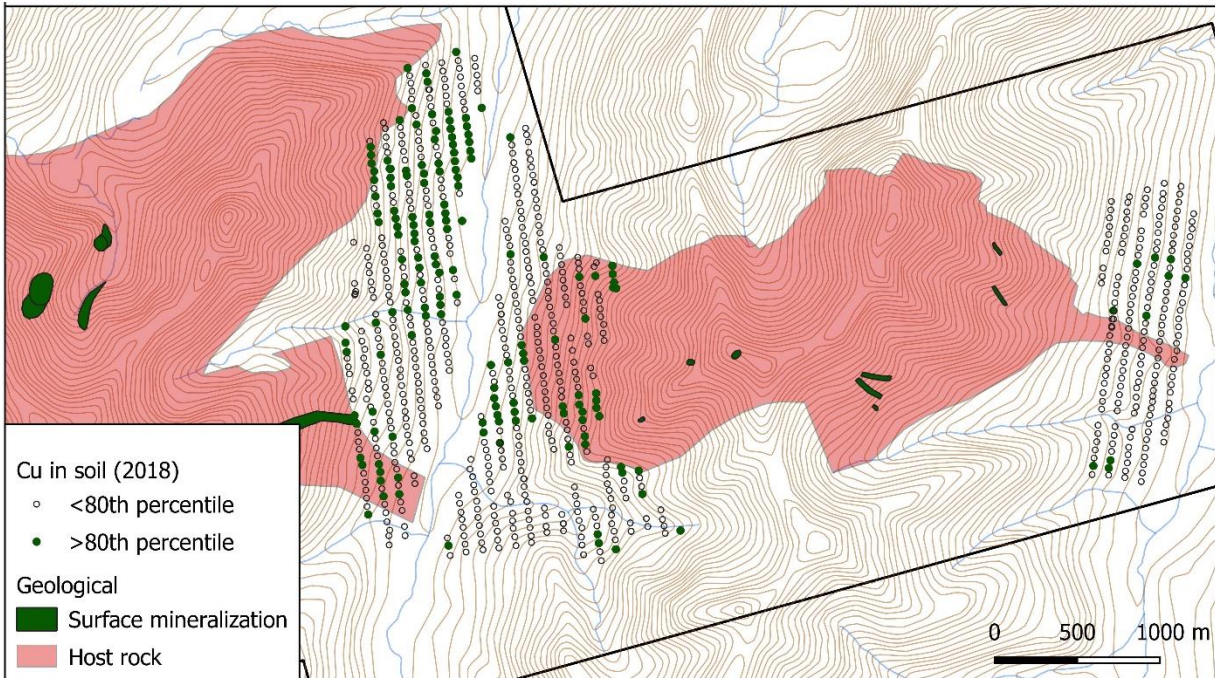 Cu in soil (2018)
<80th percentile
>80th percentile
Geological
Surface mineralization
Host rock
0 500 1000 m